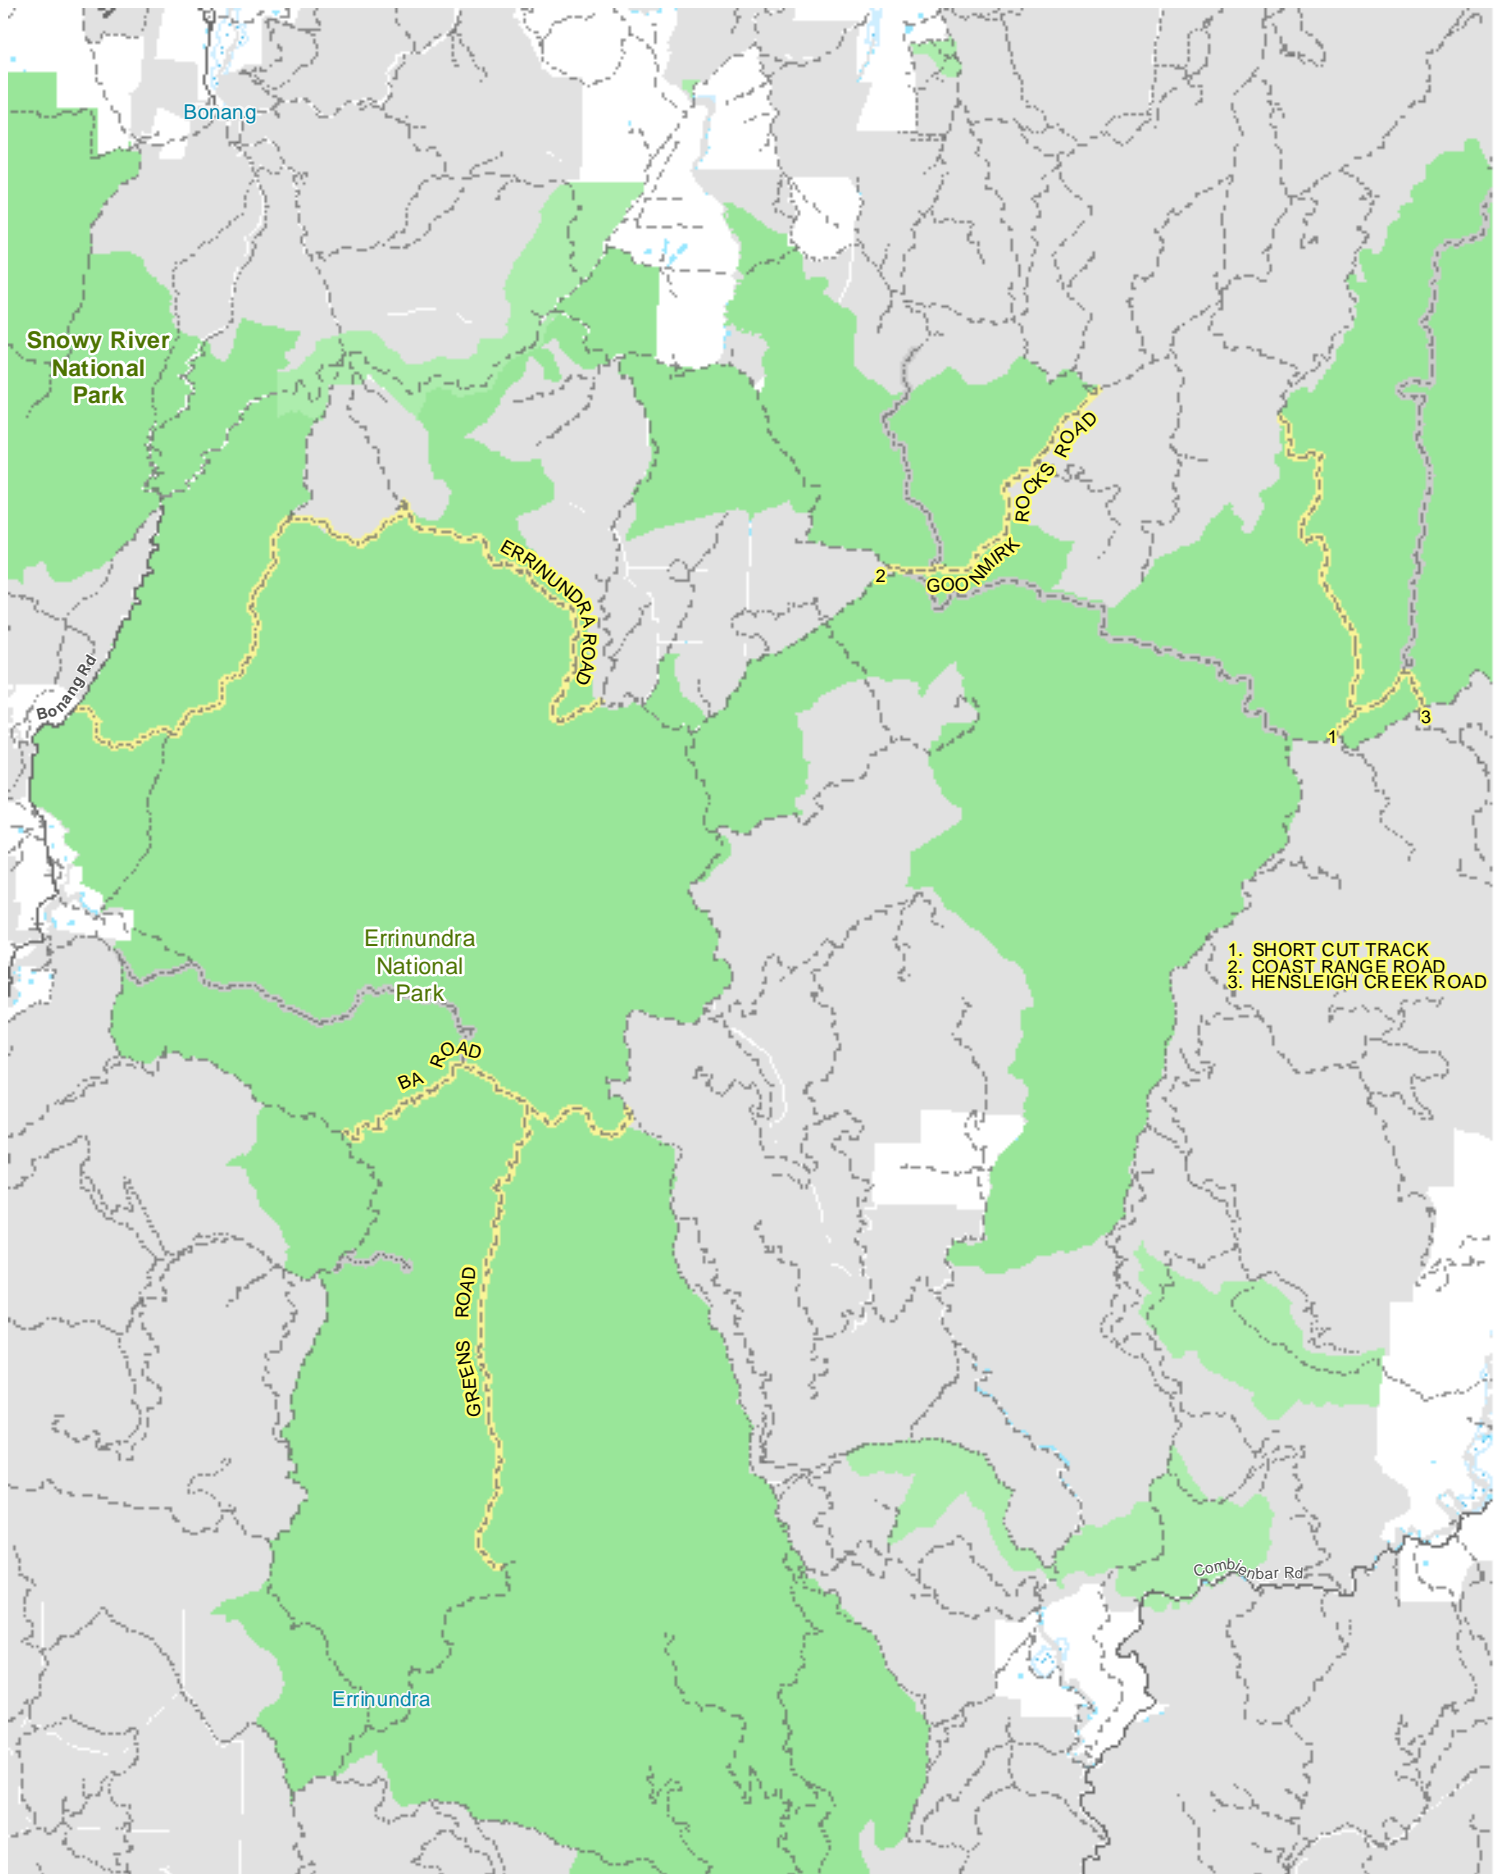 Bonang
Snowy River
National
Park
ROCKS ROAD
GOONMIRK
2
ERRINUNDRA ROAD
Bonang Rd
1
3
Errinundra
National
Park
1. SHORT CUT TRACK
2. COAST RANGE ROAD
3. HENSLEIGH CREEK ROAD
BA ROAD
GREENS ROAD
Combienbar Rd
Errinundra